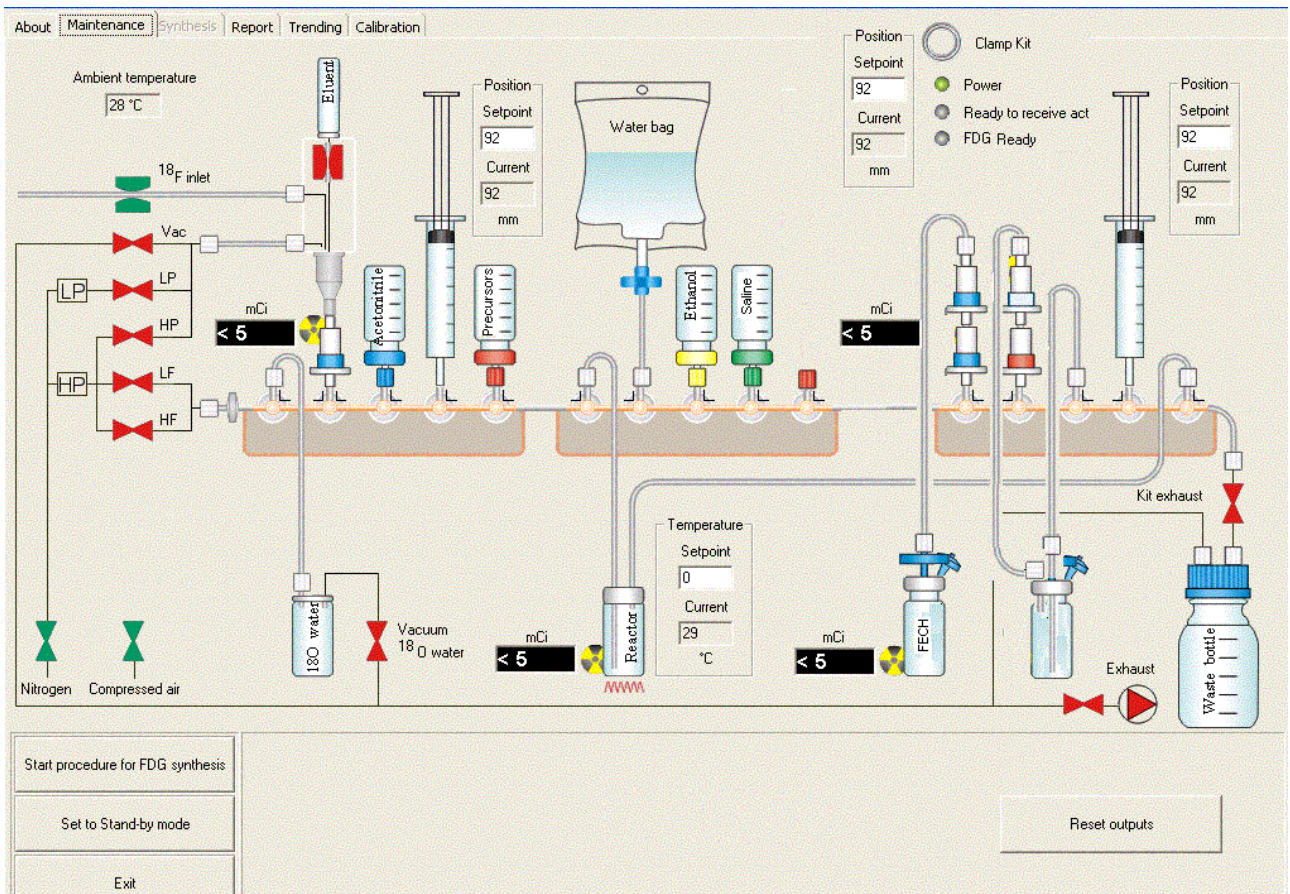 About
Maintenance
Synthesis
Report
Trending
Calibration
Ambient temperature
28 °C
Eluent
Position
Setpoint
92
Current
92
mm
Water bag
Position
Setpoint
92
Current
92
mm
Clamp Kit
Power
Ready to receive act
FDG Ready
Position
Setpoint
92
Current
92
mm
18F inlet
Vac
LP
LP
HP
HP
LF
HF
mCi
< 5
Acetonitrile
Precursors
Ethanol
Saline
mCi
< 5
Kit exhaust
Temperature
Setpoint
0
Current
29
°C
18O water
Vacuum
18 O water
mCi
< 5
Reactor
mCi
< 5
FECH
Exhaust
Waste bottle
Nitrogen
Compressed air
Start procedure for FDG synthesis
Set to Stand-by mode
Exit
Reset outputs